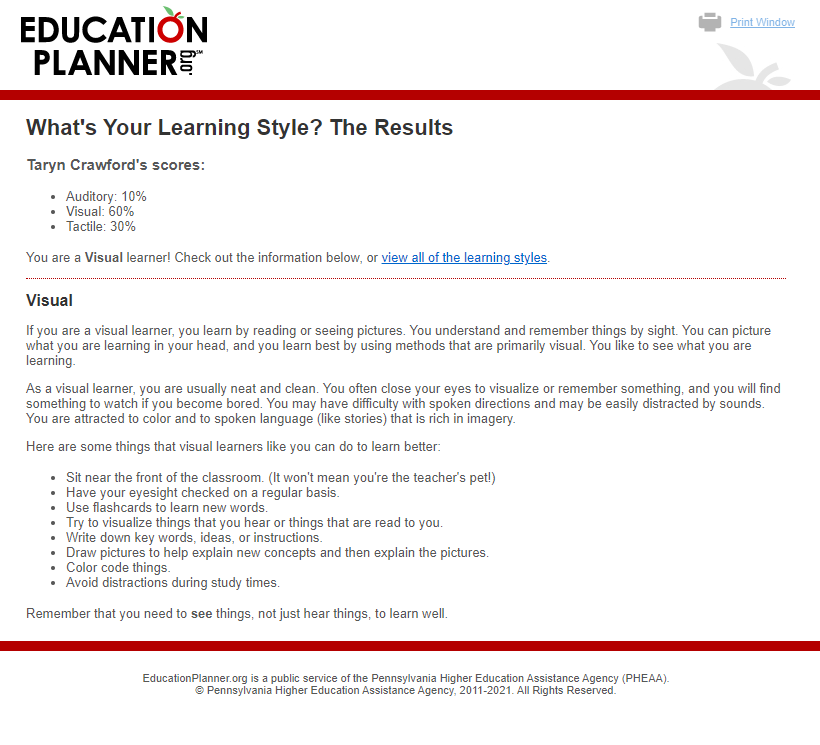 EDUCATION
PLANNER.org℠
Print Window
What's Your Learning Style? The Results
Taryn Crawford's scores:
• Auditory: 10%
• Visual: 60%
• Tactile: 30%
You are a Visual learner! Check out the information below, or view all of the learning styles.
Visual
If you are a visual learner, you learn by reading or seeing pictures. You understand and remember things by sight. You can picture
what you are learning in your head, and you learn best by using methods that are primarily visual. You like to see what you are
learning.
As a visual learner, you are usually neat and clean. You often close your eyes to visualize or remember something, and you will find
something to watch if you become bored. You may have difficulty with spoken directions and may be easily distracted by sounds.
You are attracted to color and to spoken language (like stories) that is rich in imagery.
Here are some things that visual learners like you can do to learn better:
• Sit near the front of the classroom. (It won't mean you're the teacher's pet!)
• Have your eyesight checked on a regular basis.
• Use flashcards to learn new words.
• Try to visualize things that you hear or things that are read to you.
• Write down key words, ideas, or instructions.
• Draw pictures to help explain new concepts and then explain the pictures.
• Color code things.
• Avoid distractions during study times.
Remember that you need to see things, not just hear things, to learn well.
EducationPlanner.org is a public service of the Pennsylvania Higher Education Assistance Agency (PHEAA).
© Pennsylvania Higher Education Assistance Agency, 2011-2021. All Rights Reserved.